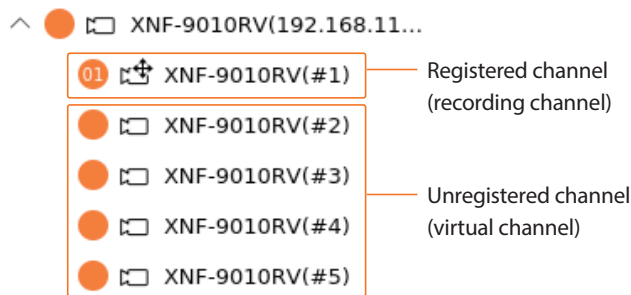 XNF-9010RV(192.168.11...
01 XNF-9010RV(#1)
Registered channel
(recording channel)
XNF-9010RV(#2)
XNF-9010RV(#3)
XNF-9010RV(#4)
XNF-9010RV(#5)
Unregistered channel
(virtual channel)